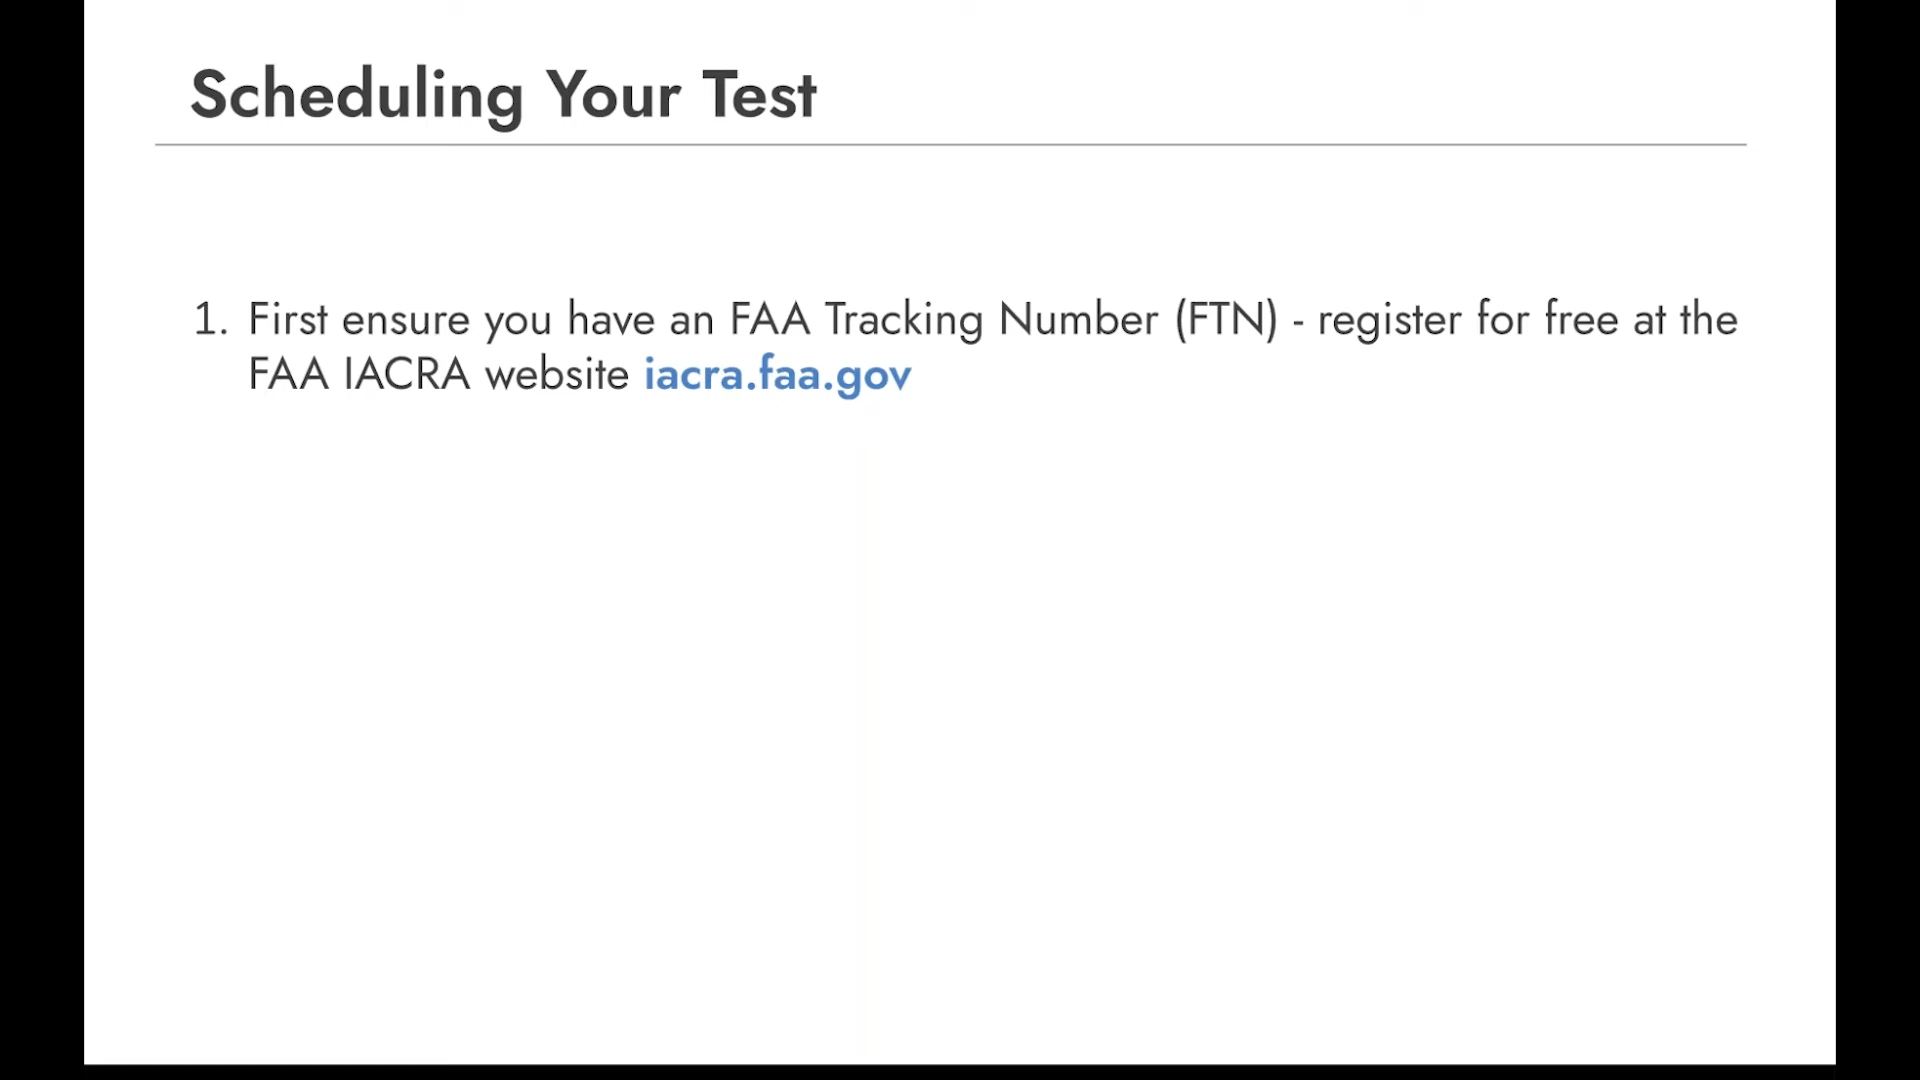 Scheduling Your Test
1. First ensure you have an FAA Tracking Number (FTN) - register for free at the
FAA IACRA website iacra.faa.gov